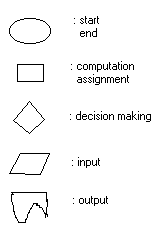 : start
end
: computation
assignment
: decision making
: input
: output